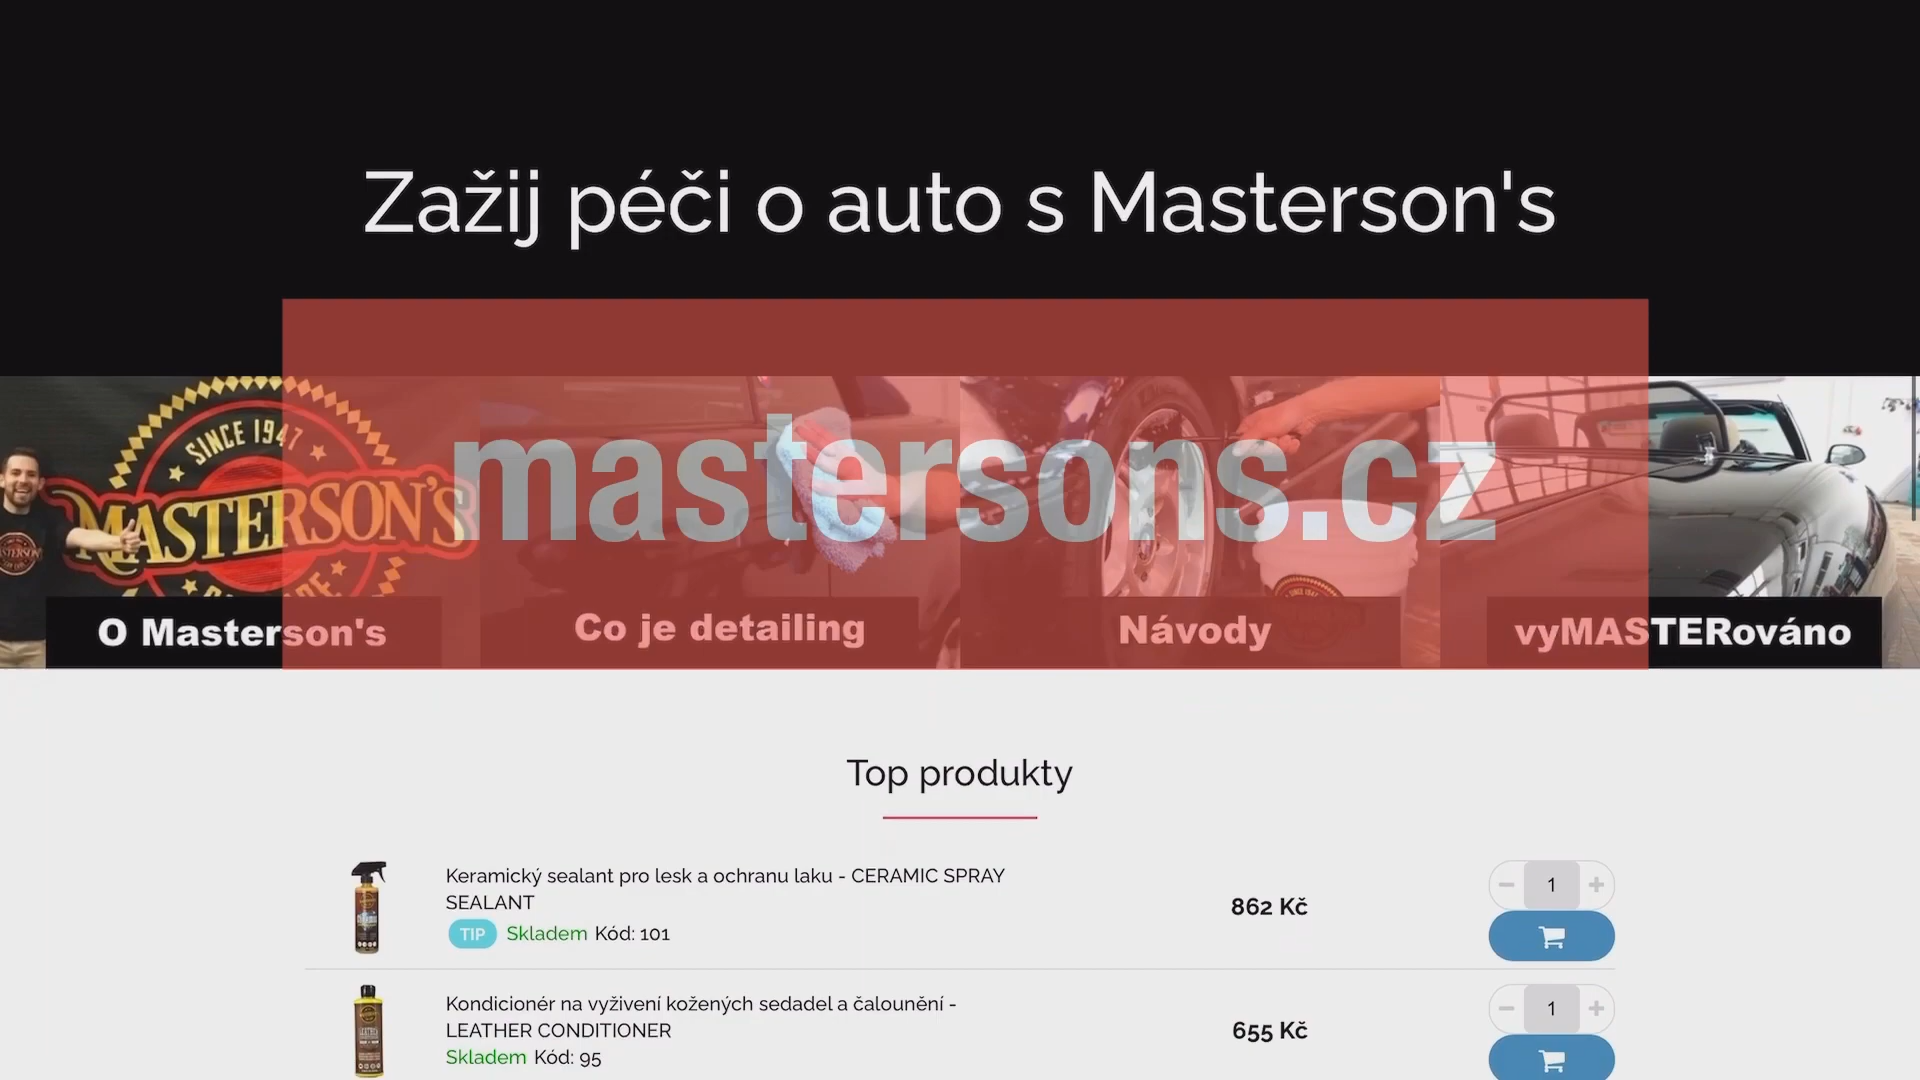 Zažij péči o auto s Masterson's
SINCE 1947
MASTERSON'S
mastersons.cz
O Masterson's
Co je detailing
Návody
vyMASTERováno
Top produkty
Keramický sealant pro lesk a ochranu laku - CERAMIC SPRAY
SEALANT
862 Kč
1
TIP Skladem Kód: 101
Kondicionér na vyživení kožených sedadel a čalounění -
LEATHER CONDITIONER
655 Kč
1
Skladem Kód: 95